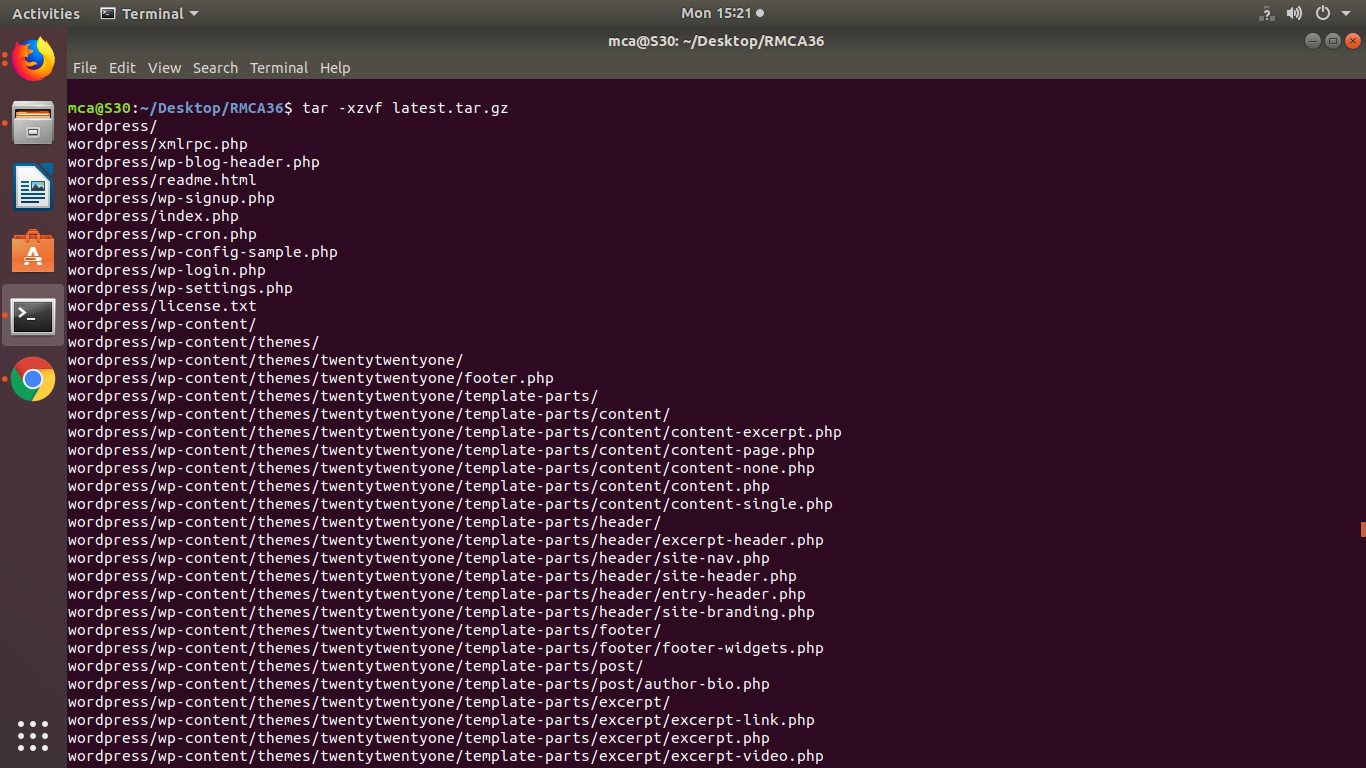 Activities Terminal Mon 15:21
mca@S30: ~/Desktop/RMCA36
File Edit View Search Terminal Help
mca@S30:~/Desktop/RMCA36$ tar -xzvf latest.tar.gz
wordpress/
wordpress/xmlrpc.php
wordpress/wp-blog-header.php
wordpress/readme.html
wordpress/wp-signup.php
wordpress/index.php
wordpress/wp-cron.php
wordpress/wp-config-sample.php
wordpress/wp-login.php
wordpress/wp-settings.php
wordpress/license.txt
wordpress/wp-content/
wordpress/wp-content/themes/
wordpress/wp-content/themes/twentytwentyone/
wordpress/wp-content/themes/twentytwentyone/footer.php
wordpress/wp-content/themes/twentytwentyone/template-parts/
wordpress/wp-content/themes/twentytwentyone/template-parts/content/
wordpress/wp-content/themes/twentytwentyone/template-parts/content/content-excerpt.php
wordpress/wp-content/themes/twentytwentyone/template-parts/content/content-page.php
wordpress/wp-content/themes/twentytwentyone/template-parts/content/content-none.php
wordpress/wp-content/themes/twentytwentyone/template-parts/content/content.php
wordpress/wp-content/themes/twentytwentyone/template-parts/content/content-single.php
wordpress/wp-content/themes/twentytwentyone/template-parts/header/
wordpress/wp-content/themes/twentytwentyone/template-parts/header/excerpt-header.php
wordpress/wp-content/themes/twentytwentyone/template-parts/header/site-nav.php
wordpress/wp-content/themes/twentytwentyone/template-parts/header/site-header.php
wordpress/wp-content/themes/twentytwentyone/template-parts/header/entry-header.php
wordpress/wp-content/themes/twentytwentyone/template-parts/header/site-branding.php
wordpress/wp-content/themes/twentytwentyone/template-parts/footer/
wordpress/wp-content/themes/twentytwentyone/template-parts/footer/footer-widgets.php
wordpress/wp-content/themes/twentytwentyone/template-parts/post/
wordpress/wp-content/themes/twentytwentyone/template-parts/post/author-bio.php
wordpress/wp-content/themes/twentytwentyone/template-parts/excerpt/
wordpress/wp-content/themes/twentytwentyone/template-parts/excerpt/excerpt-link.php
wordpress/wp-content/themes/twentytwentyone/template-parts/excerpt/excerpt.php
wordpress/wp-content/themes/twentytwentyone/template-parts/excerpt/excerpt-video.php